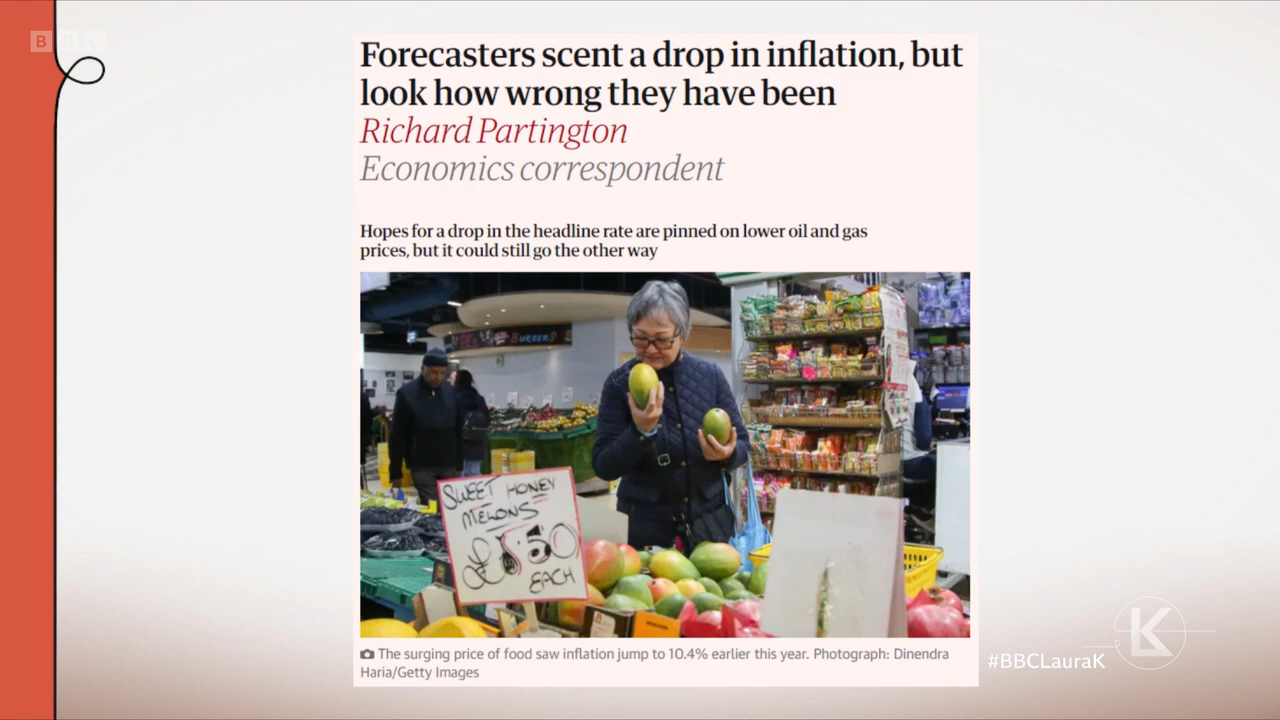 BBC
Forecasters scent a drop in inflation, but
look how wrong they have been
Richard Partington
Economics correspondent
Hopes for a drop in the headline rate are pinned on lower oil and gas
prices, but it could still go the other way
BURGERS
SWEET HONEY
MELONS
EACH
The surging price of food saw inflation jump to 10.4% earlier this year. Photograph: Dinendra
Haria/Getty Images
#BBCLauraK
K